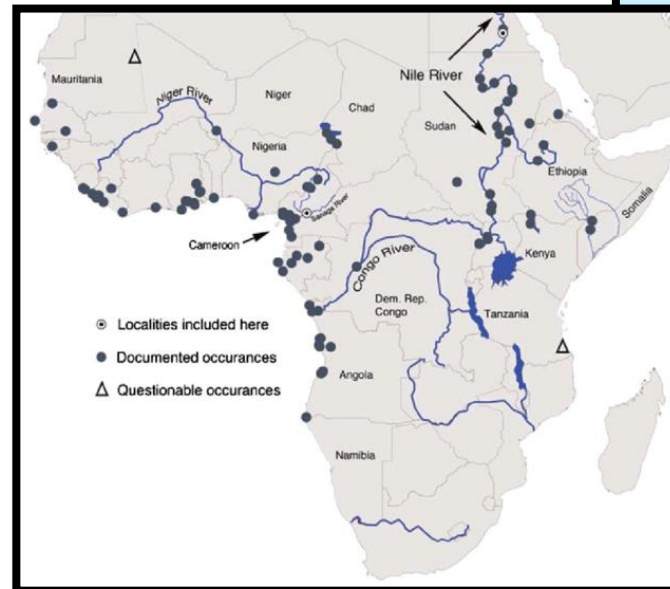 Nile River
Mauritania
Niger River
Niger
Chad
Sudan
Nigeria
Ethiopia
Somalia
Sanaga River
Cameroon
Congo River
Kenya
Dem. Rep.
Congo
Tanzania
Localities included here
Documented occurances
Angola
Questionable occurances
Namibia